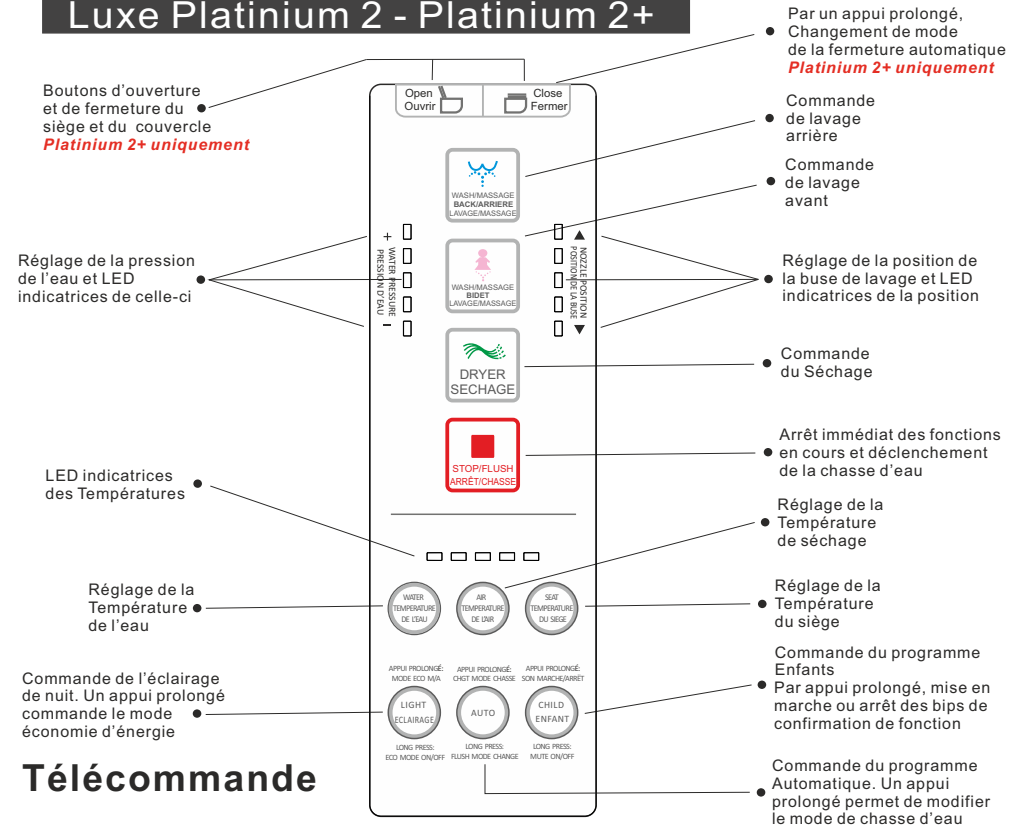 Luxe Platinium 2 - Platinium 2+
Par un appui prolongé,
Changement de mode
de la fermeture automatique
Platinium 2+ uniquement
Boutons d'ouverture
et de fermeture du
siège et du couvercle
Platinium 2+ uniquement
Open
Ouvrir
Close
Fermer
Commande
de lavage
arrière
WASH/MASSAGE
BACK/ARRIERE
LAVAGE/MASSAGE
Commande
de lavage
avant
Réglage de la pression
de l'eau et LED
indicatrices de celle-ci
+ WATER PRESSURE –
PRESSION D'EAU
WASH/MASSAGE
BIDET
LAVAGE/MASSAGE
▲ NOZZLE POSITION ▼
POSITION DE LA BUSE
Réglage de la position de
la buse de lavage et LED
indicatrices de la position
DRYER
SECHAGE
Commande
du Séchage
STOP/FLUSH
ARRÊT/CHASSE
Arrêt immédiat des fonctions
en cours et déclenchement
de la chasse d'eau
LED indicatrices
des Températures
Réglage de la
Température
de séchage
Réglage de la
Température
de l'eau
WATER
TEMPERATURE
DE L'EAU
AIR
TEMPERATURE
DE L'AIR
SEAT
TEMPERATURE
DU SIEGE
Réglage de la
Température
du siège
Commande de l'éclairage
de nuit. Un appui prolongé
commande le mode
économie d'énergie
APPUI PROLONGÉ:
MODE ECO M/A
LIGHT
ECLAIRAGE
LONG PRESS:
ECO MODE ON/OFF
APPUI PROLONGÉ:
CHGT MODE CHASSE
AUTO
LONG PRESS:
FLUSH MODE CHANGE
APPUI PROLONGÉ:
SON MARCHE/ARRÊT
CHILD
ENFANT
LONG PRESS:
MUTE ON/OFF
Commande du programme
Enfants
Par appui prolongé, mise en
marche ou arrêt des bips de
confirmation de fonction
Télécommande
Commande du programme
Automatique. Un appui
prolongé permet de modifier
le mode de chasse d'eau